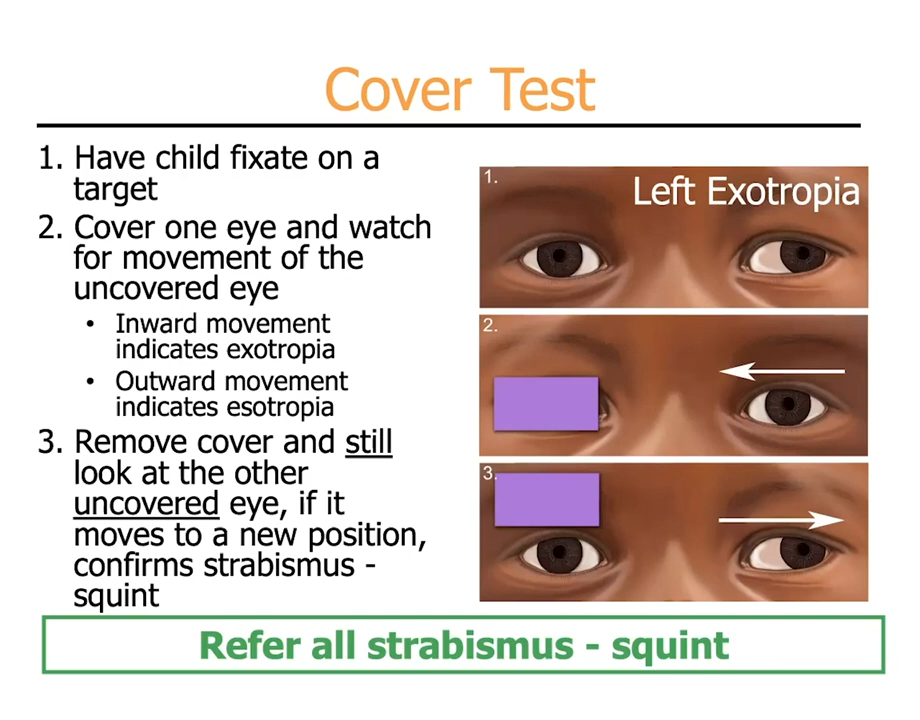 Cover Test
1. Have child fixate on a
target
2. Cover one eye and watch
for movement of the
uncovered eye
• Inward movement
indicates exotropia
• Outward movement
indicates esotropia
3. Remove cover and still
look at the other
uncovered eye, if it
moves to a new position,
confirms strabismus -
squint
1.
Left Exotropia
2.
3.
Refer all strabismus - squint